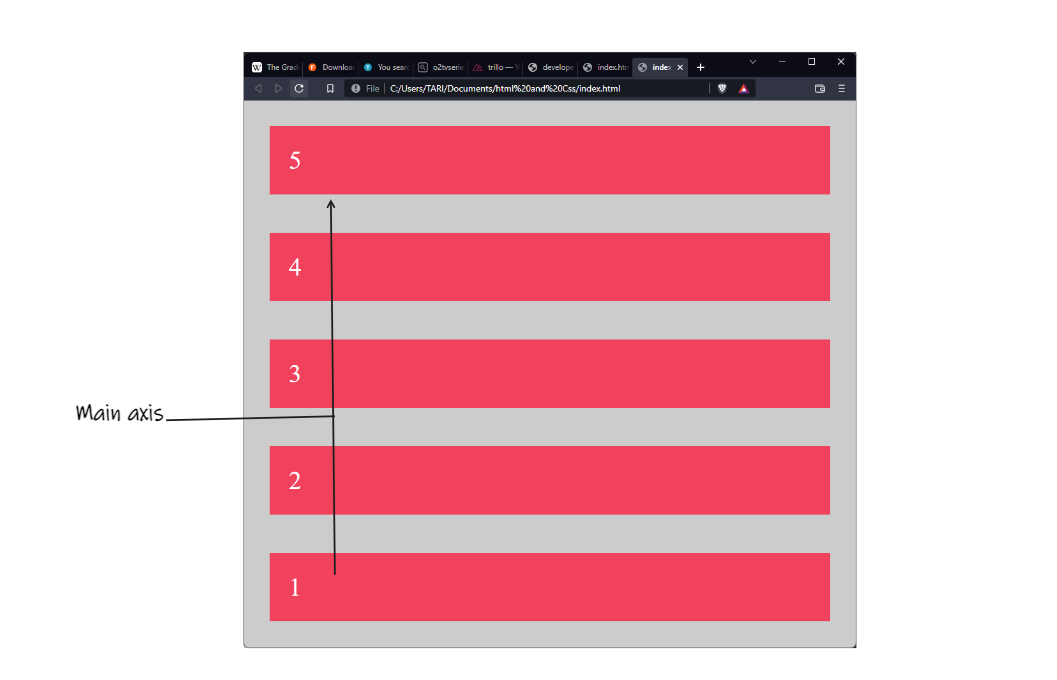 The Grad
Downloa
You searc
o2tvserie
trillo — Y
develope
index.htm
index
File
C:/Users/TARI/Documents/html%20and%20Css/index.html
5
4
3
Main axis
2
1